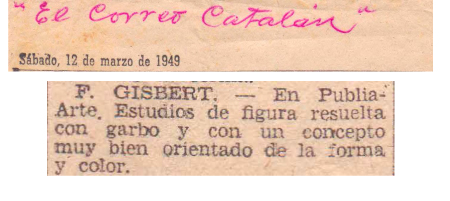 "El Correo Catalán"
Sábado, 12 de marzo de 1949
F. GISBERT. — En Publia-
Arte. Estudios de figura resuelta
con garbo y con un concepto
muy bien orientado de la forma
y color.